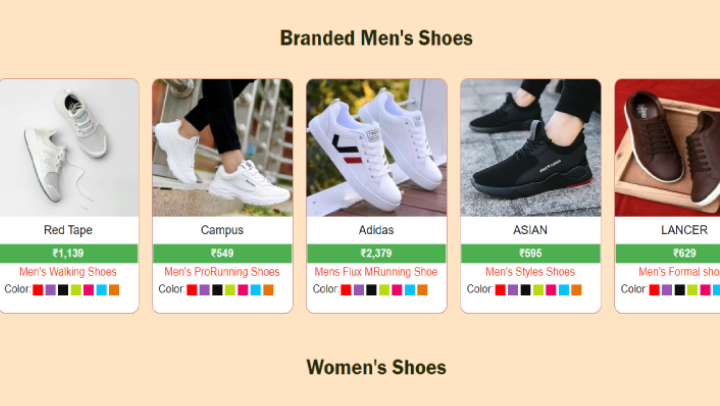 Branded Men's Shoes
Red Tape
₹1,139
Men's Walking Shoes
Color:
Campus
₹549
Men's ProRunning Shoes
Color:
Adidas
₹2,379
Mens Flux MRunning Shoe
Color:
ASIAN
₹595
Men's Styles Shoes
Color:
LANCER
₹629
Men's Formal sho
Color:
Women's Shoes